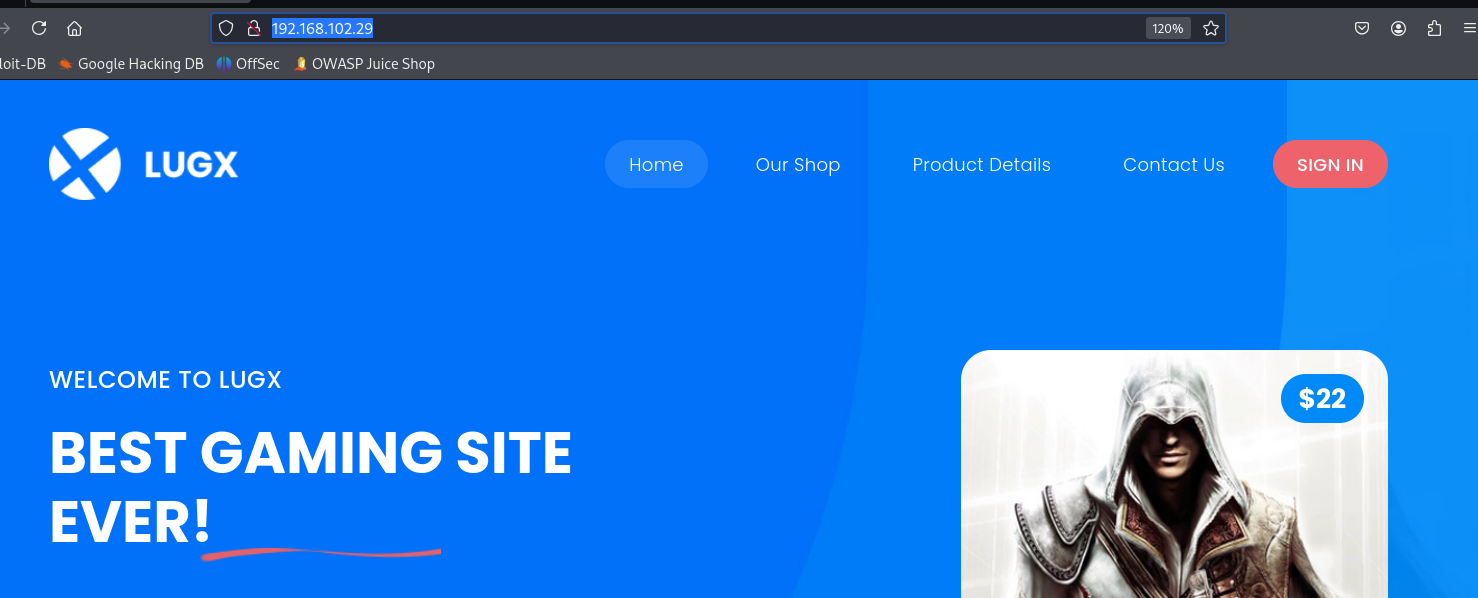 192.168.102.29
120%
loit-DB Google Hacking DB OffSec OWASP Juice Shop
LUGX Home Our Shop Product Details Contact Us SIGN IN
WELCOME TO LUGX
$22
BEST GAMING SITE
EVER!